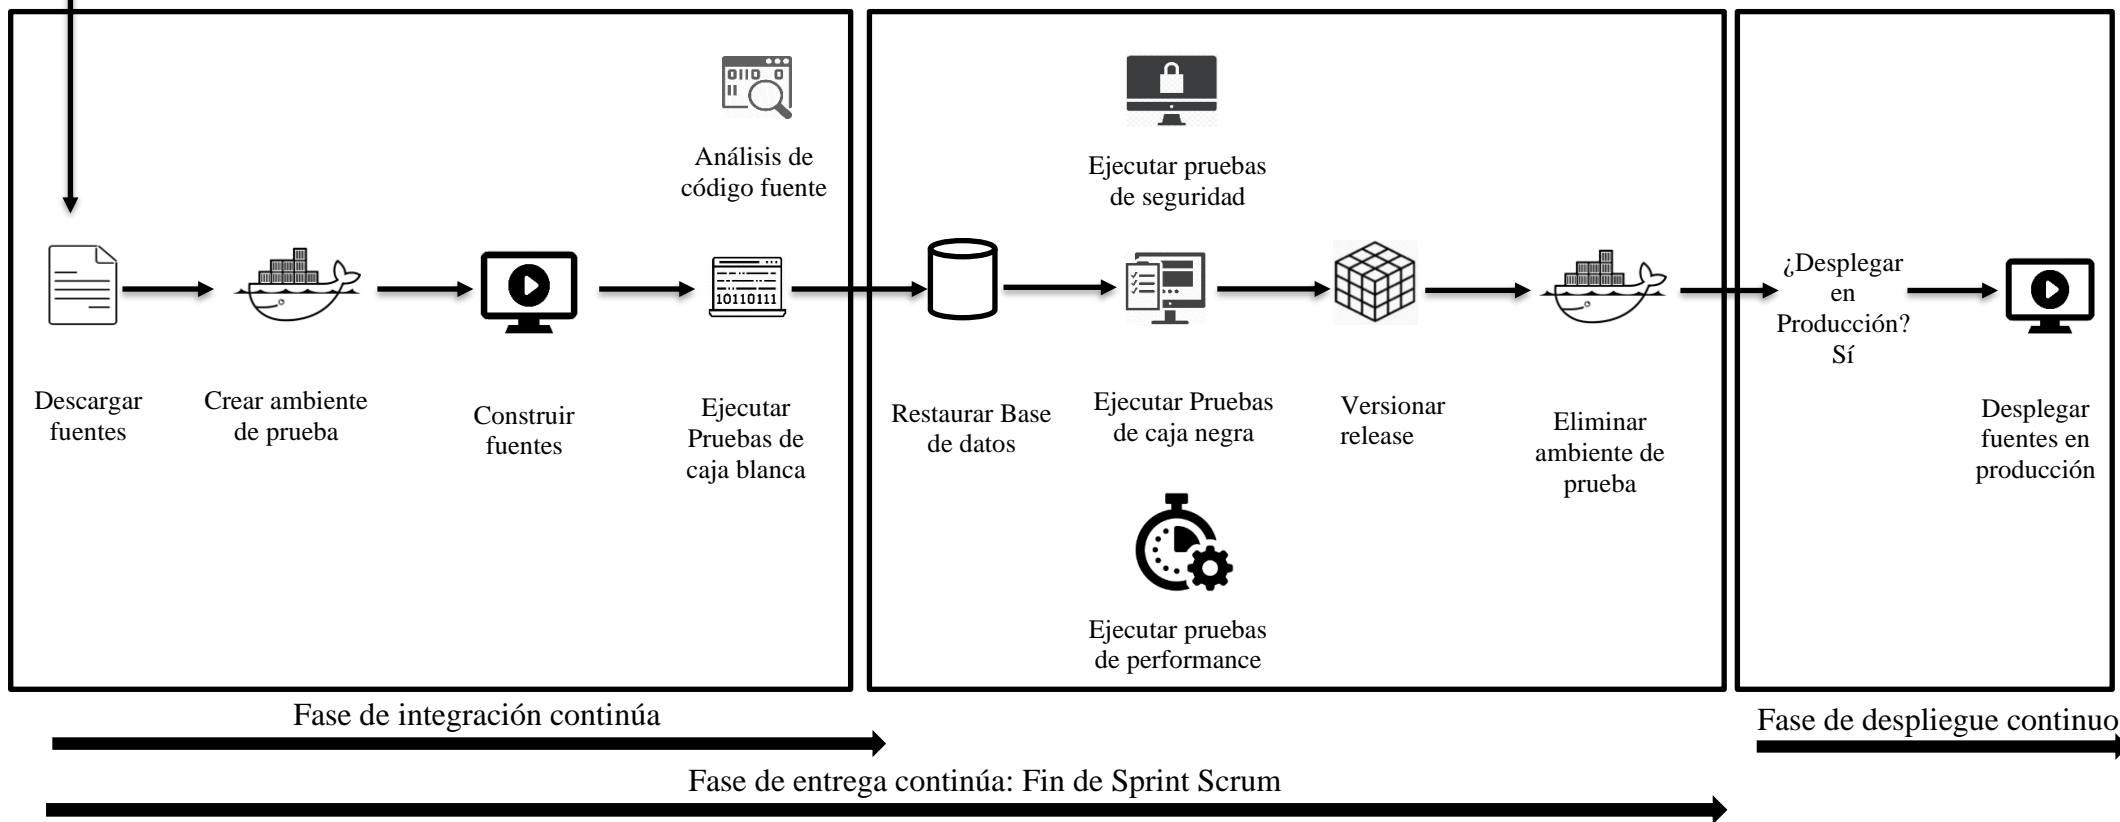 Análisis de
código fuente
Descargar
fuentes
Crear ambiente
de prueba
Construir
fuentes
10110111
Ejecutar
Pruebas de
caja blanca
Ejecutar pruebas
de seguridad
Restaurar Base
de datos
Ejecutar Pruebas
de caja negra
Versionar
release
Eliminar
ambiente de
prueba
Ejecutar pruebas
de performance
¿Desplegar
en
Producción?
Sí
Desplegar
fuentes en
producción
Fase de integración continúa
Fase de despliegue continuo
Fase de entrega continúa: Fin de Sprint Scrum